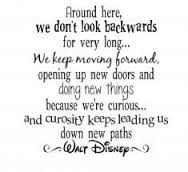 Around here,
we don't look backwards
for very long...
We keep moving forward,
opening up new doors and
doing new things
because we're curious...
and curosity keeps leading us
down new paths
~Walt Disney~